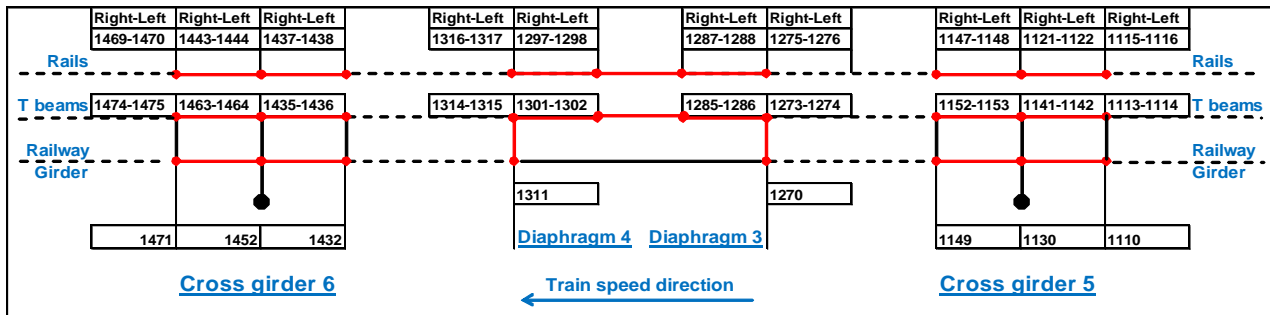 Right-Left Right-Left Right-Left Right-Left Right-Left Right-Left Right-Left Right-Left Right-Left Right-Left
1469-1470 1443-1444 1437-1438 1316-1317 1297-1298 1287-1288 1275-1276 1147-1148 1121-1122 1115-1116
Rails Rails
T beams 1474-1475 1463-1464 1435-1436 1314-1315 1301-1302 1285-1286 1273-1274 1152-1153 1141-1142 1113-1114 T beams
Railway Railway
Girder Girder
1311 1270
1471 1452 1432 Diaphragm 4 Diaphragm 3 1149 1130 1110
Cross girder 6 Train speed direction Cross girder 5